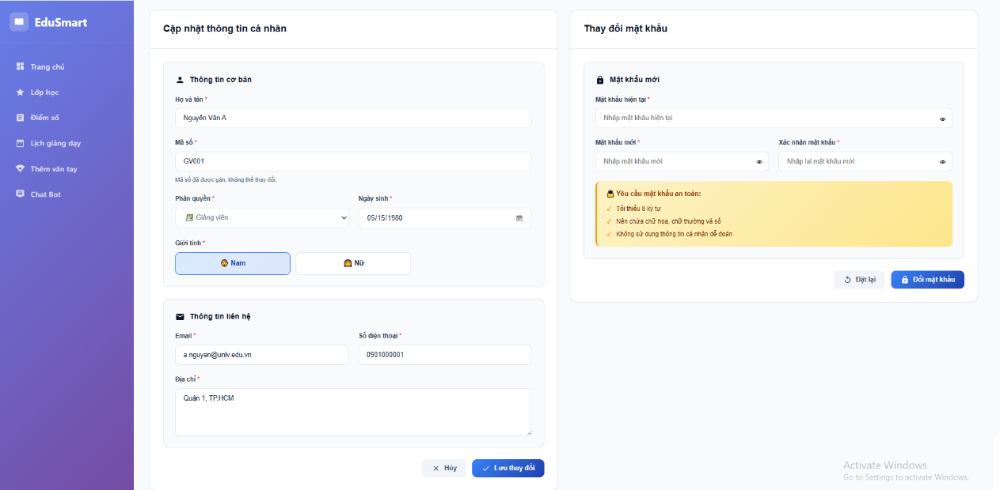 EduSmart
Trang chủ
Lớp học
Điểm số
Lịch giảng dạy
Thêm vân tay
Chat Bot
Cập nhật thông tin cá nhân
Thông tin cơ bản
Họ và tên *
Nguyễn Văn A
Mã số *
GV001
Mã số đã được gán, không thể thay đổi.
Phân quyền * Ngày sinh *
Giảng viên 05/15/1980
Giới tính *
Nam Nữ
Thông tin liên hệ
Email * Số điện thoại *
a.nguyen@univ.edu.vn 0901000001
Địa chỉ *
Quận 1, TP.HCM
Hủy Lưu thay đổi
Thay đổi mật khẩu
Mật khẩu mới
Mật khẩu hiện tại *
Nhập mật khẩu hiện tại
Mật khẩu mới * Xác nhận mật khẩu *
Nhập mật khẩu mới Nhập lại mật khẩu mới
Yêu cầu mật khẩu an toàn:
✓ Tối thiểu 8 ký tự
✓ Nên chứa chữ hoa, chữ thường và số
✓ Không sử dụng thông tin cá nhân dễ đoán
Đặt lại Đổi mật khẩu
Activate Windows
Go to Settings to activate Windows.